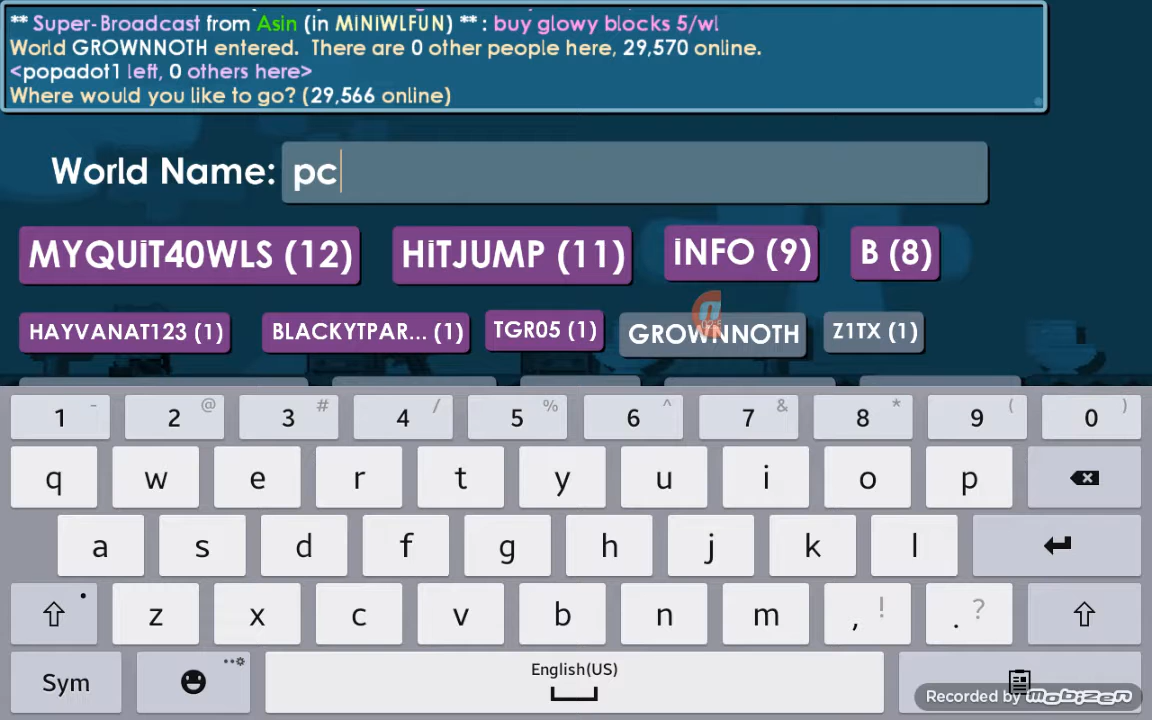 ** Super-Broadcast from Asin (in MiNiWLFUN) ** : buy glowy blocks 5/wl
World GROWNNOTH entered. There are 0 other people here, 29,570 online.
<popadot1 left, 0 others here>
Where would you like to go? (29,566 online)
World Name: pc
MYQUiT40WLS (12) HiTJUMP (11) iNFO (9) B (8)
HAYVANAT123 (1) BLACKYTPAR... (1) TGR05 (1) GROWNNOTH Z1TX (1)
1 - 2 @ 3 # 4 / 5 % 6 ^ 7 & 8 * 9 ( 0 )
q w e r t y u i o p
a s d f g h j k l
z x c v b n m , ! . ?
Sym English(US)
Recorded by mobizen